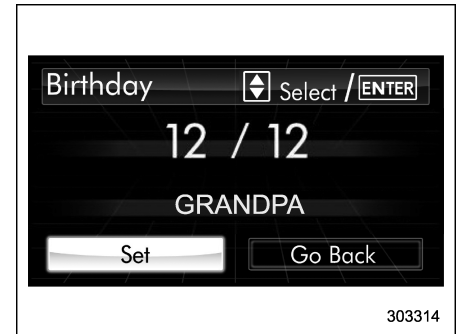 Birthday Select / ENTER
12 / 12
GRANDPA
Set Go Back
303314